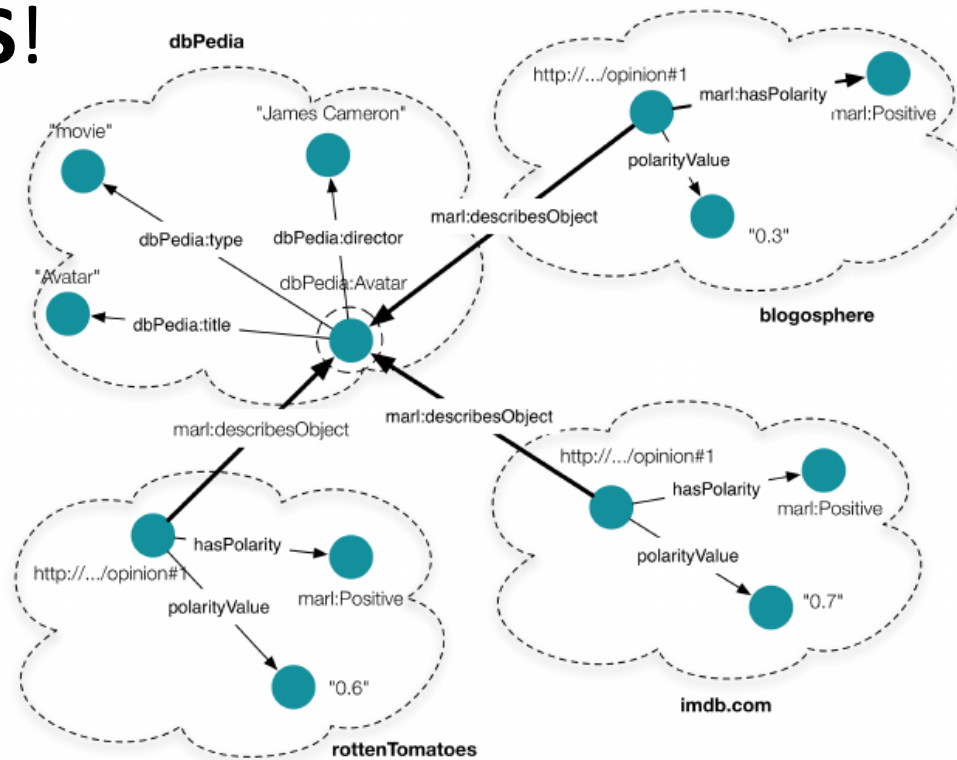 s!
dbPedia
"James Cameron"
"movie"
dbPedia:type
dbPedia:director
dbPedia:Avatar
"Avatar"
dbPedia:title
http://.../opinion#1
marl:hasPolarity
marl:Positive
polarityValue
marl:describesObject
"0.3"
blogosphere
marl:describesObject
marl:describesObject
http://.../opinion#1
hasPolarity
marl:Positive
polarityValue
"0.7"
imdb.com
hasPolarity
http://.../opinion#1
marl:Positive
polarityValue
"0.6"
rottenTomatoes